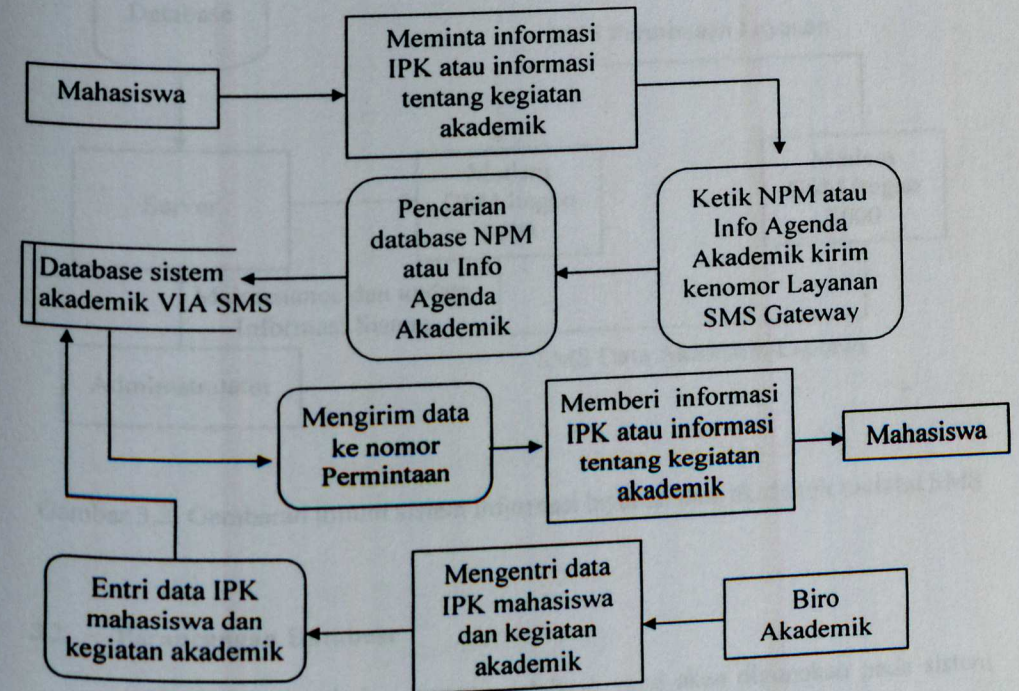 Meminta informasi
IPK atau informasi
tentang kegiatan
akademik
Mahasiswa
Ketik NPM atau
Info Agenda
Akademik kirim
kenomor Layanan
SMS Gateway
Pencarian
database NPM
atau Info
Agenda
Akademik
Database sistem
akademik VIA SMS
Mengirim data
ke nomor
Permintaan
Memberi informasi
IPK atau informasi
tentang kegiatan
akademik
Mahasiswa
Entri data IPK
mahasiswa dan
kegiatan akademik
Mengentri data
IPK mahasiswa
dan kegiatan
akademik
Biro
Akademik
Database
Server